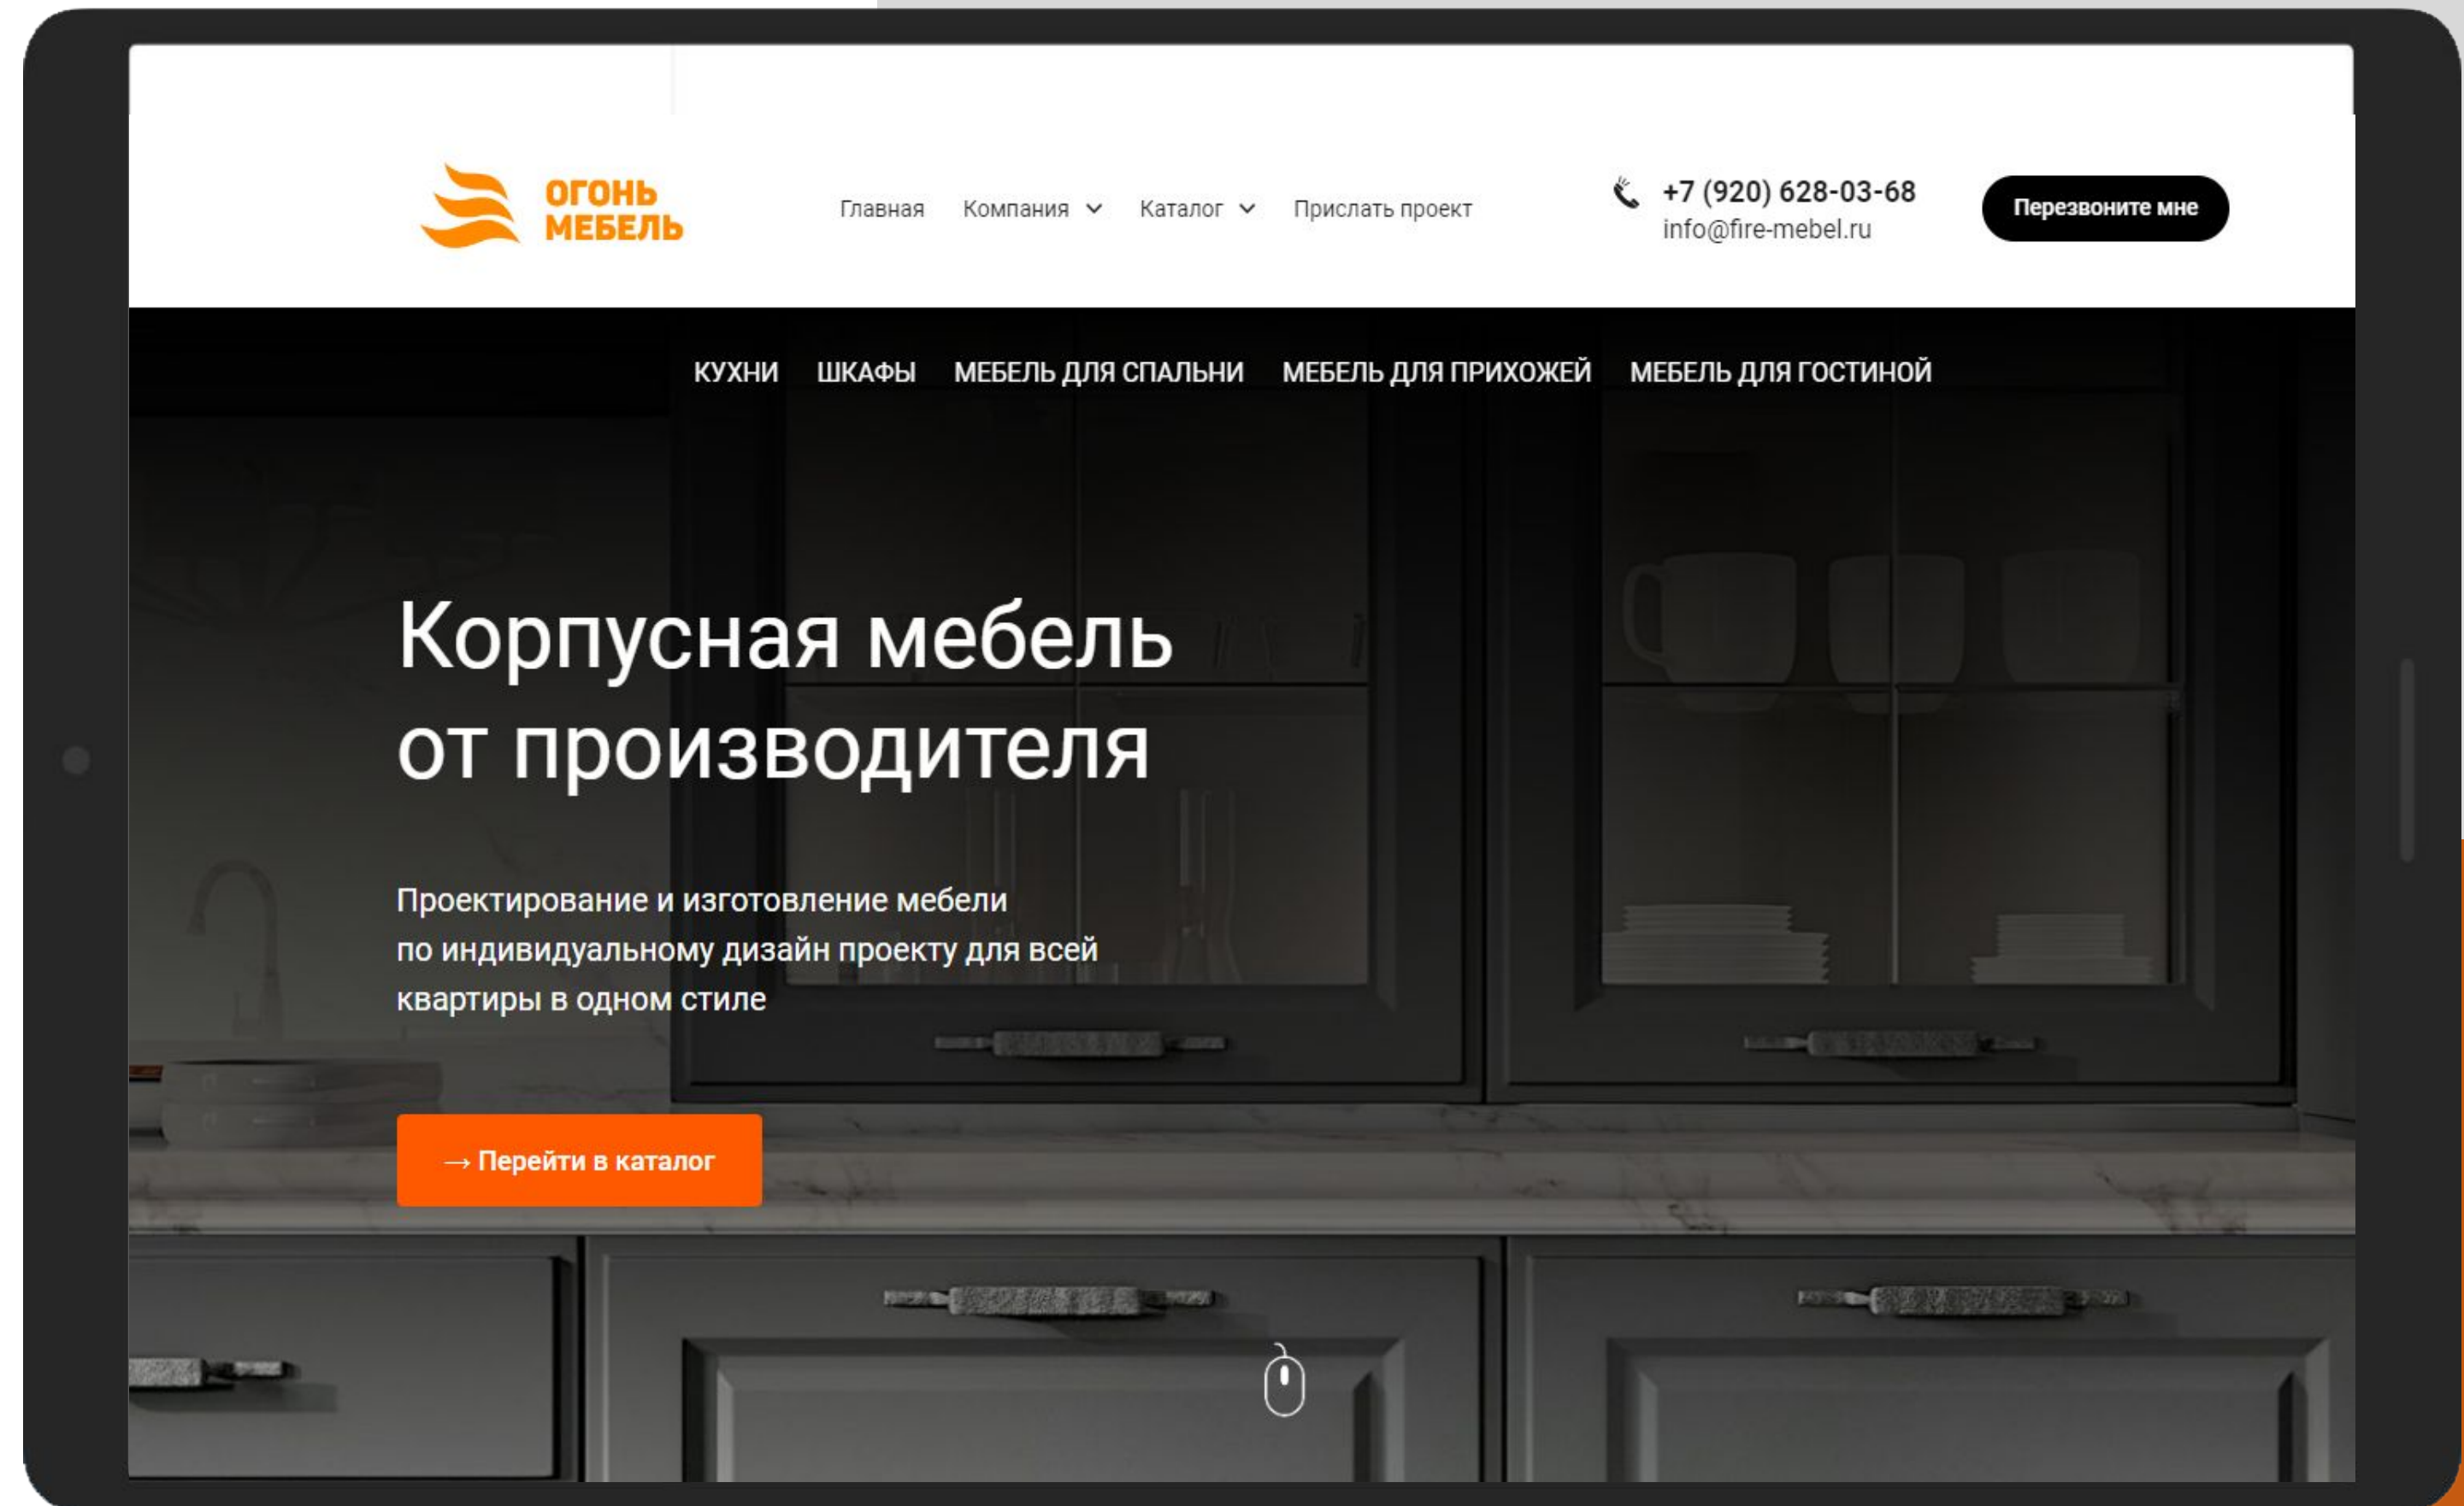 ОГОНЬ
МЕБЕЛЬ
Главная Компания Каталог Прислать проект
+7 (920) 628-03-68
info@fire-mebel.ru
Перезвоните мне
КУХНИ ШКАФЫ МЕБЕЛЬ ДЛЯ СПАЛЬНИ МЕБЕЛЬ ДЛЯ ПРИХОЖЕЙ МЕБЕЛЬ ДЛЯ ГОСТИНОЙ
Корпусная мебель
от производителя
Проектирование и изготовление мебели
по индивидуальному дизайн проекту для всей
квартиры в одном стиле
→ Перейти в каталог